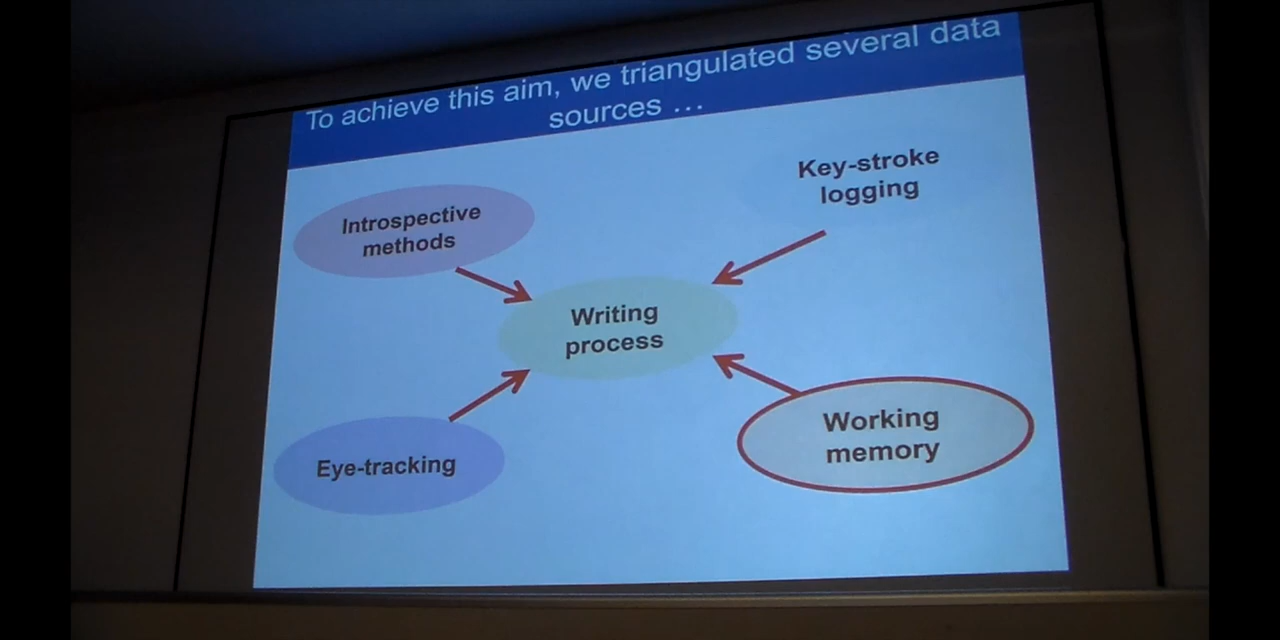 To achieve this aim, we triangulated several data
sources …
Introspective
methods
Key-stroke
logging
Writing
process
Eye-tracking
Working
memory